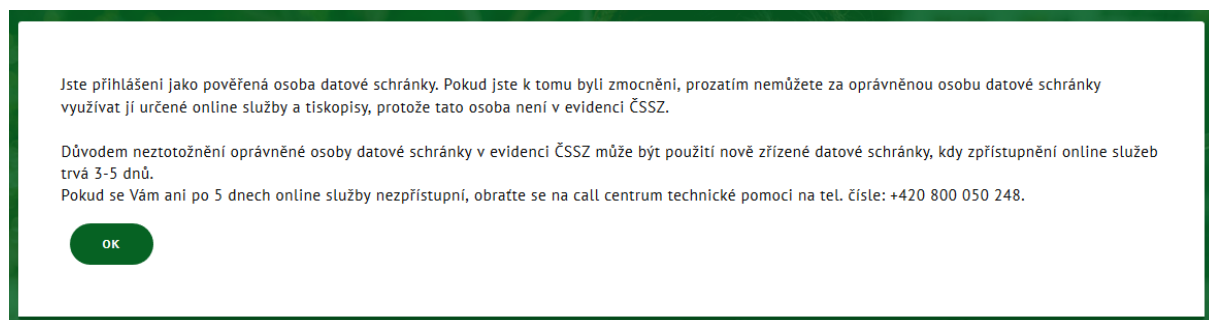 Jste přihlášeni jako pověřená osoba datové schránky. Pokud jste k tomu byli zmocněni, prozatím nemůžete za oprávněnou osobu datové schránky
využívat jí určené online služby a tiskopisy, protože tato osoba není v evidenci ČSSZ.
Důvodem neztotožnění oprávněné osoby datové schránky v evidenci ČSSZ může být použití nově zřízené datové schránky, kdy zpřístupnění online služeb
trvá 3-5 dnů.
Pokud se Vám ani po 5 dnech online služby nezpřístupní, obraťte se na call centrum technické pomoci na tel. čísle: +420 800 050 248.
OK